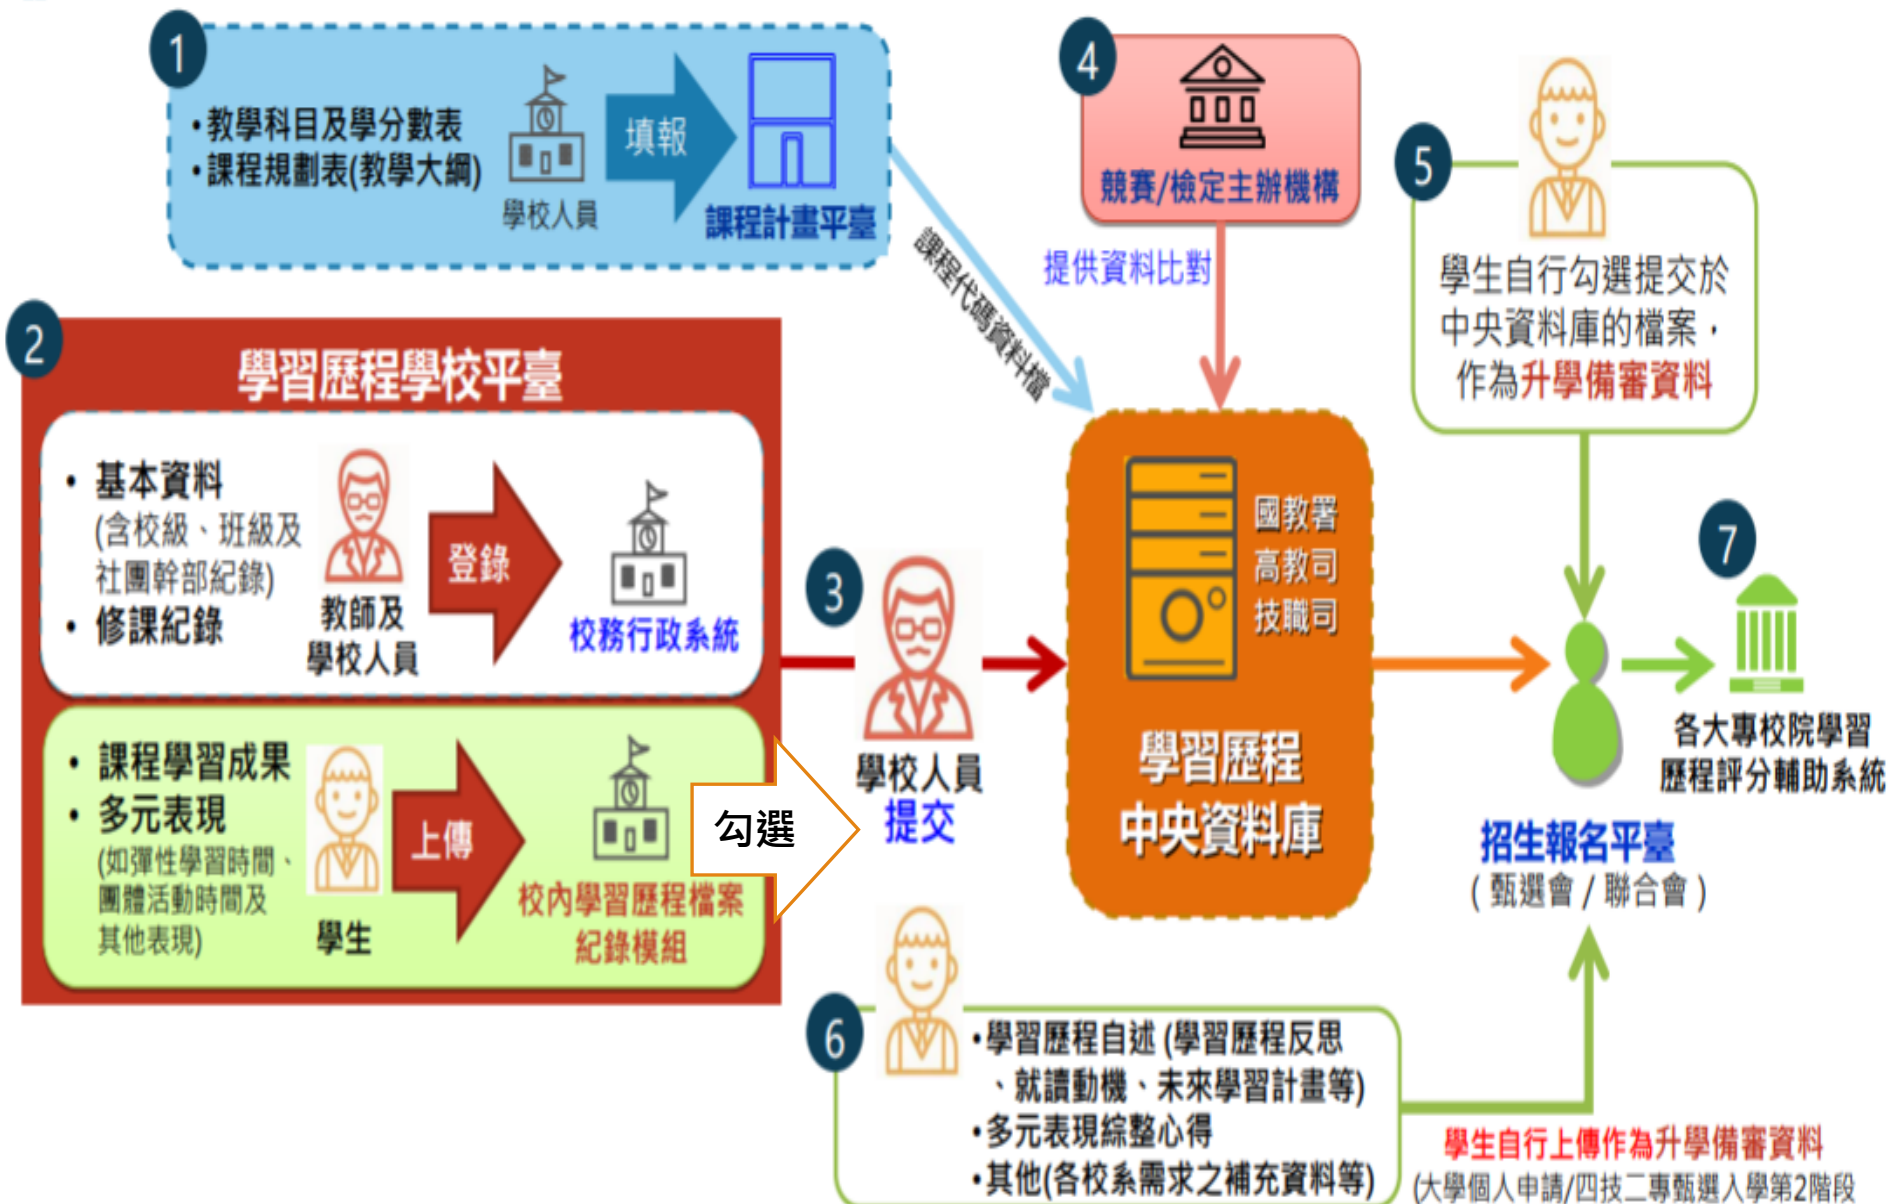 1
•教學科目及學分數表
•課程規劃表(教學大綱)
學校人員
填報
課程計畫平臺
課程代碼資料檔
4
競賽/檢定主辦機構
提供資料比對
5
學生自行勾選提交於
中央資料庫的檔案，
作為升學備審資料
2
學習歷程學校平臺
• 基本資料
(含校級、班級及
社團幹部紀錄)
• 修課紀錄
教師及
學校人員
登錄
校務行政系統
• 課程學習成果
• 多元表現
(如彈性學習時間、
團體活動時間及
其他表現)
學生
上傳
校內學習歷程檔案
紀錄模組
勾選
3
學校人員
提交
國教署
高教司
技職司
學習歷程
中央資料庫
7
各大專校院學習
歷程評分輔助系統
招生報名平臺
(甄選會/聯合會)
6
•學習歷程自述(學習歷程反思
、就讀動機、未來學習計畫等)
•多元表現綜整心得
•其他(各校系需求之補充資料等)
學生自行上傳作為升學備審資料
(大學個人申請/四技二專甄選入學第2階段